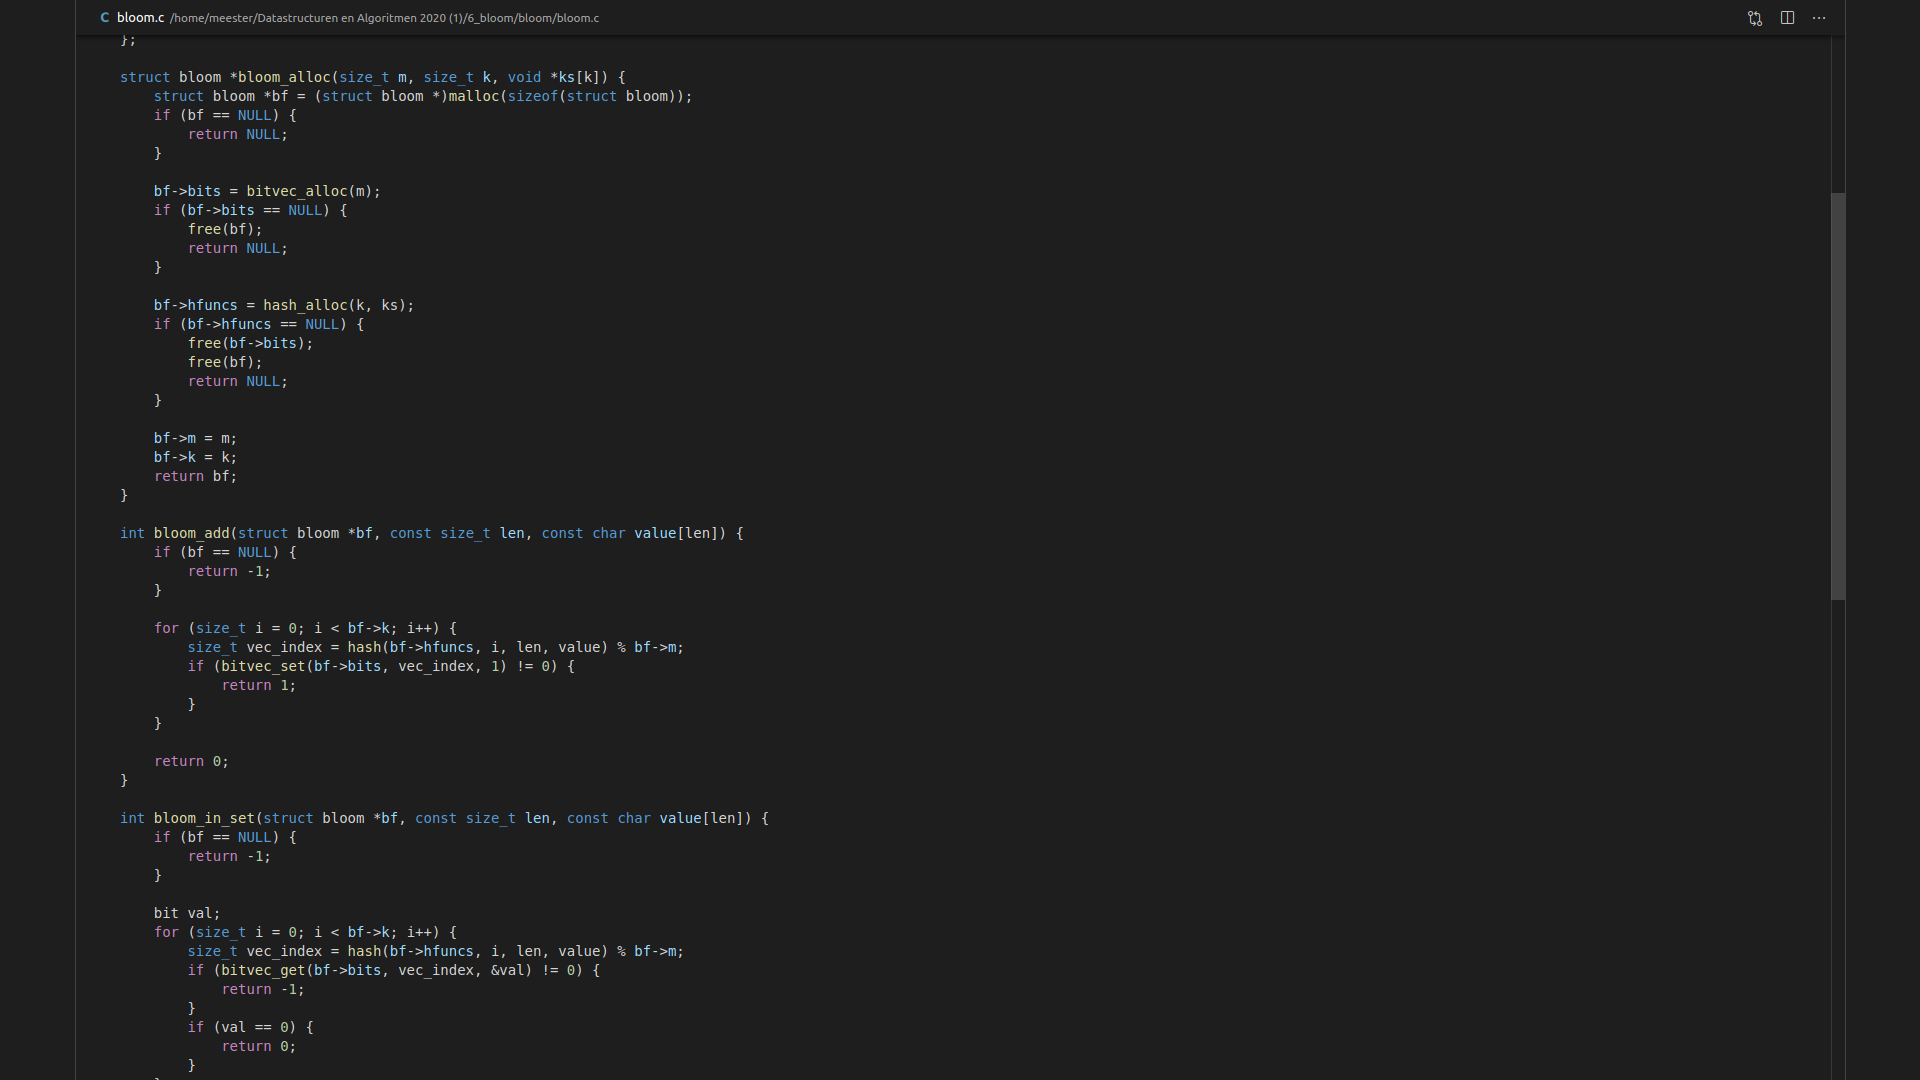 C bloom.c /home/meester/Datastructuren en Algoritmen 2020 (1)/6_bloom/bloom/bloom.c
};
struct bloom *bloom_alloc(size_t m, size_t k, void *ks[k]) {
    struct bloom *bf = (struct bloom *)malloc(sizeof(struct bloom));
    if (bf == NULL) {
        return NULL;
    }

    bf->bits = bitvec_alloc(m);
    if (bf->bits == NULL) {
        free(bf);
        return NULL;
    }

    bf->hfuncs = hash_alloc(k, ks);
    if (bf->hfuncs == NULL) {
        free(bf->bits);
        free(bf);
        return NULL;
    }

    bf->m = m;
    bf->k = k;
    return bf;
}

int bloom_add(struct bloom *bf, const size_t len, const char value[len]) {
    if (bf == NULL) {
        return -1;
    }

    for (size_t i = 0; i < bf->k; i++) {
        size_t vec_index = hash(bf->hfuncs, i, len, value) % bf->m;
        if (bitvec_set(bf->bits, vec_index, 1) != 0) {
            return 1;
        }
    }

    return 0;
}

int bloom_in_set(struct bloom *bf, const size_t len, const char value[len]) {
    if (bf == NULL) {
        return -1;
    }

    bit val;
    for (size_t i = 0; i < bf->k; i++) {
        size_t vec_index = hash(bf->hfuncs, i, len, value) % bf->m;
        if (bitvec_get(bf->bits, vec_index, &val) != 0) {
            return -1;
        }
        if (val == 0) {
            return 0;
        }
    }